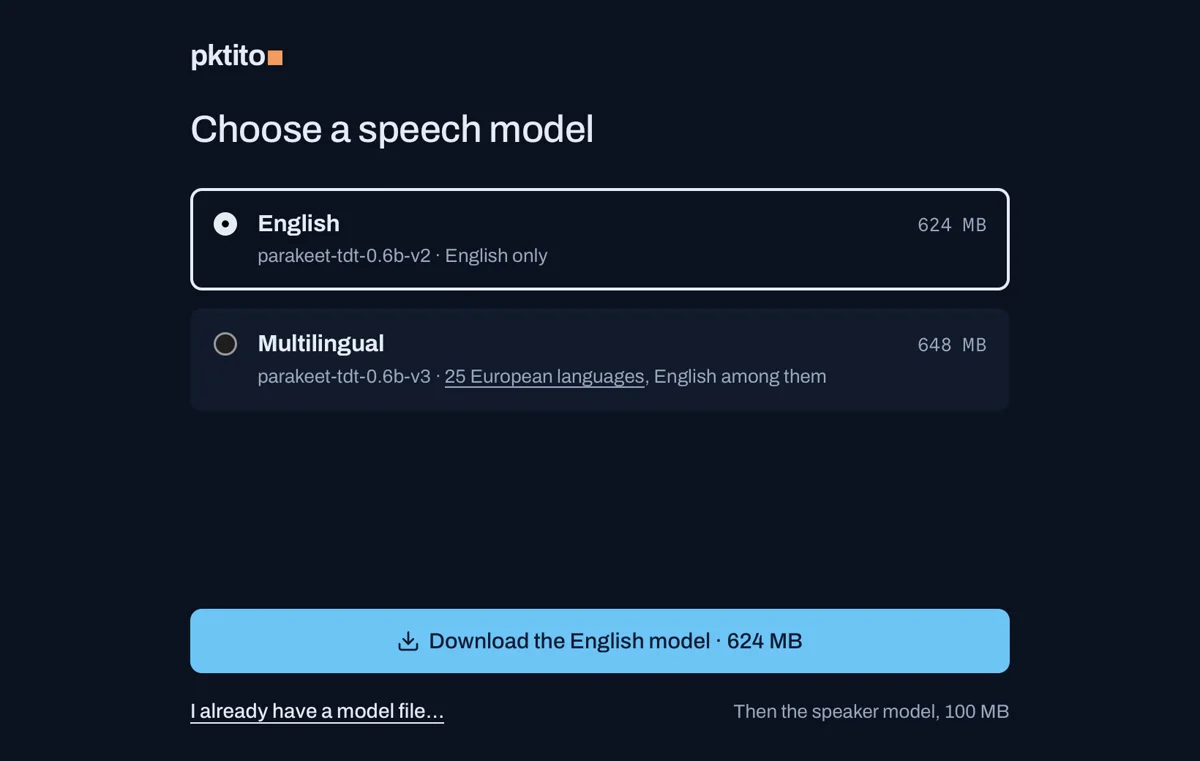 pktito
Choose a speech model
English
624 MB
parakeet-tdt-0.6b-v2 · English only
Multilingual
648 MB
parakeet-tdt-0.6b-v3 · 25 European languages, English among them
Download the English model · 624 MB
I already have a model file...
Then the speaker model, 100 MB